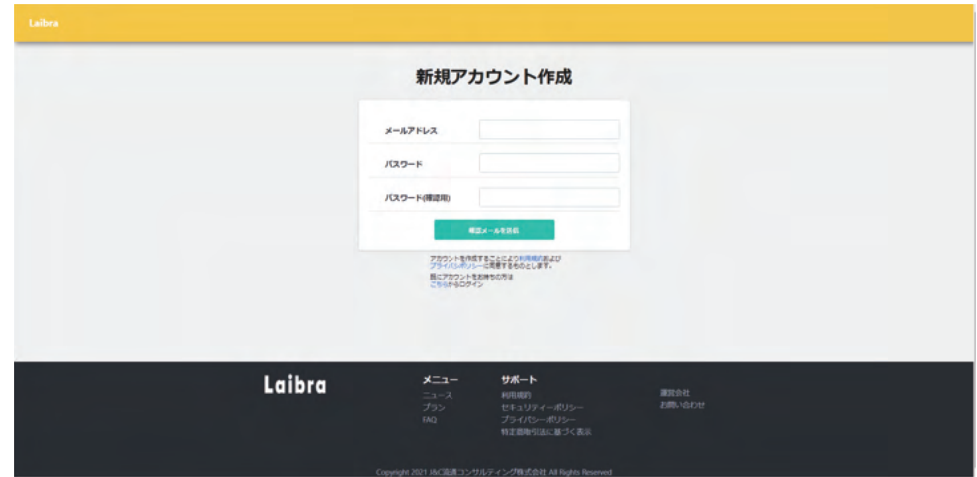 Laibra
新規アカウント作成
メールアドレス
パスワード
パスワード(確認用)
確認メールを送信
アカウントを作成することにより利用規約および
プライバシーポリシーに同意するものとします。
既にアカウントをお持ちの方は
こちらからログイン
Laibra
メニュー
ニュース
プラン
FAQ
サポート
利用規約
セキュリティーポリシー
プライバシーポリシー
特定商取引法に基づく表示
運営会社
お問い合わせ
Copyright 2021 J&C流通コンサルティング株式会社 All Rights Reserved